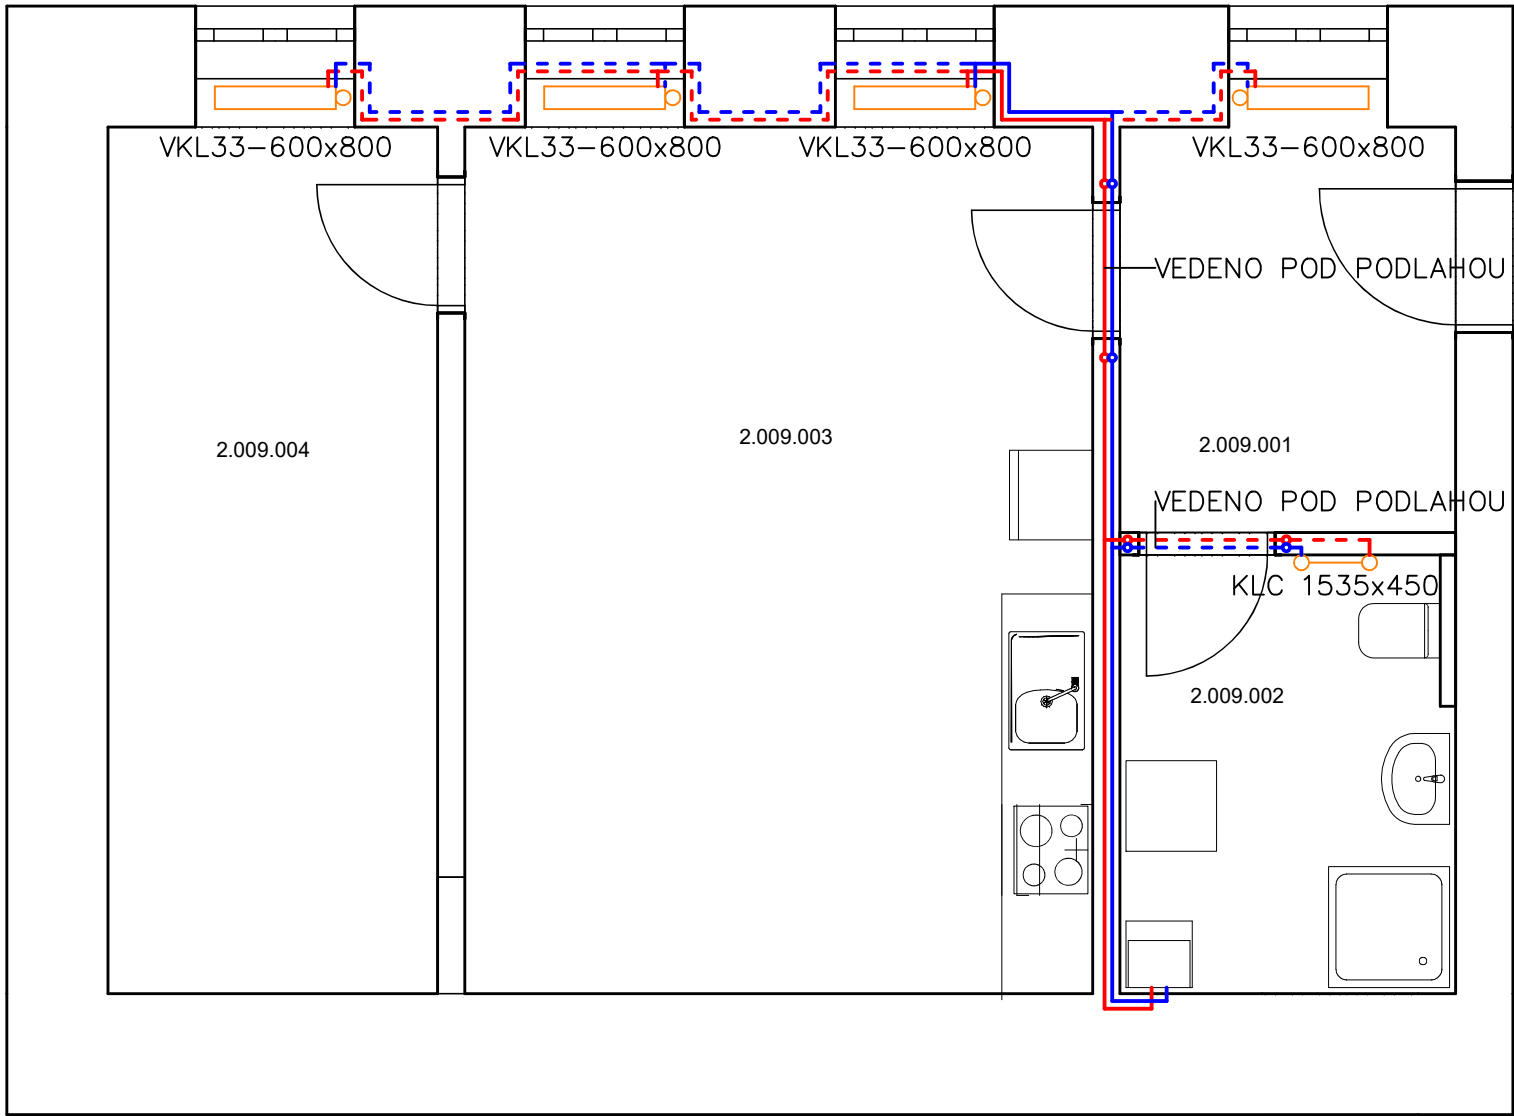 VKL33-600x800
VKL33-600x800
VKL33-600x800
VKL33-600x800
VEDENO POD PODLAHOU
2.009.004
2.009.003
2.009.001
VEDENO POD PODLAHOU
KLC 1535x450
2.009.002